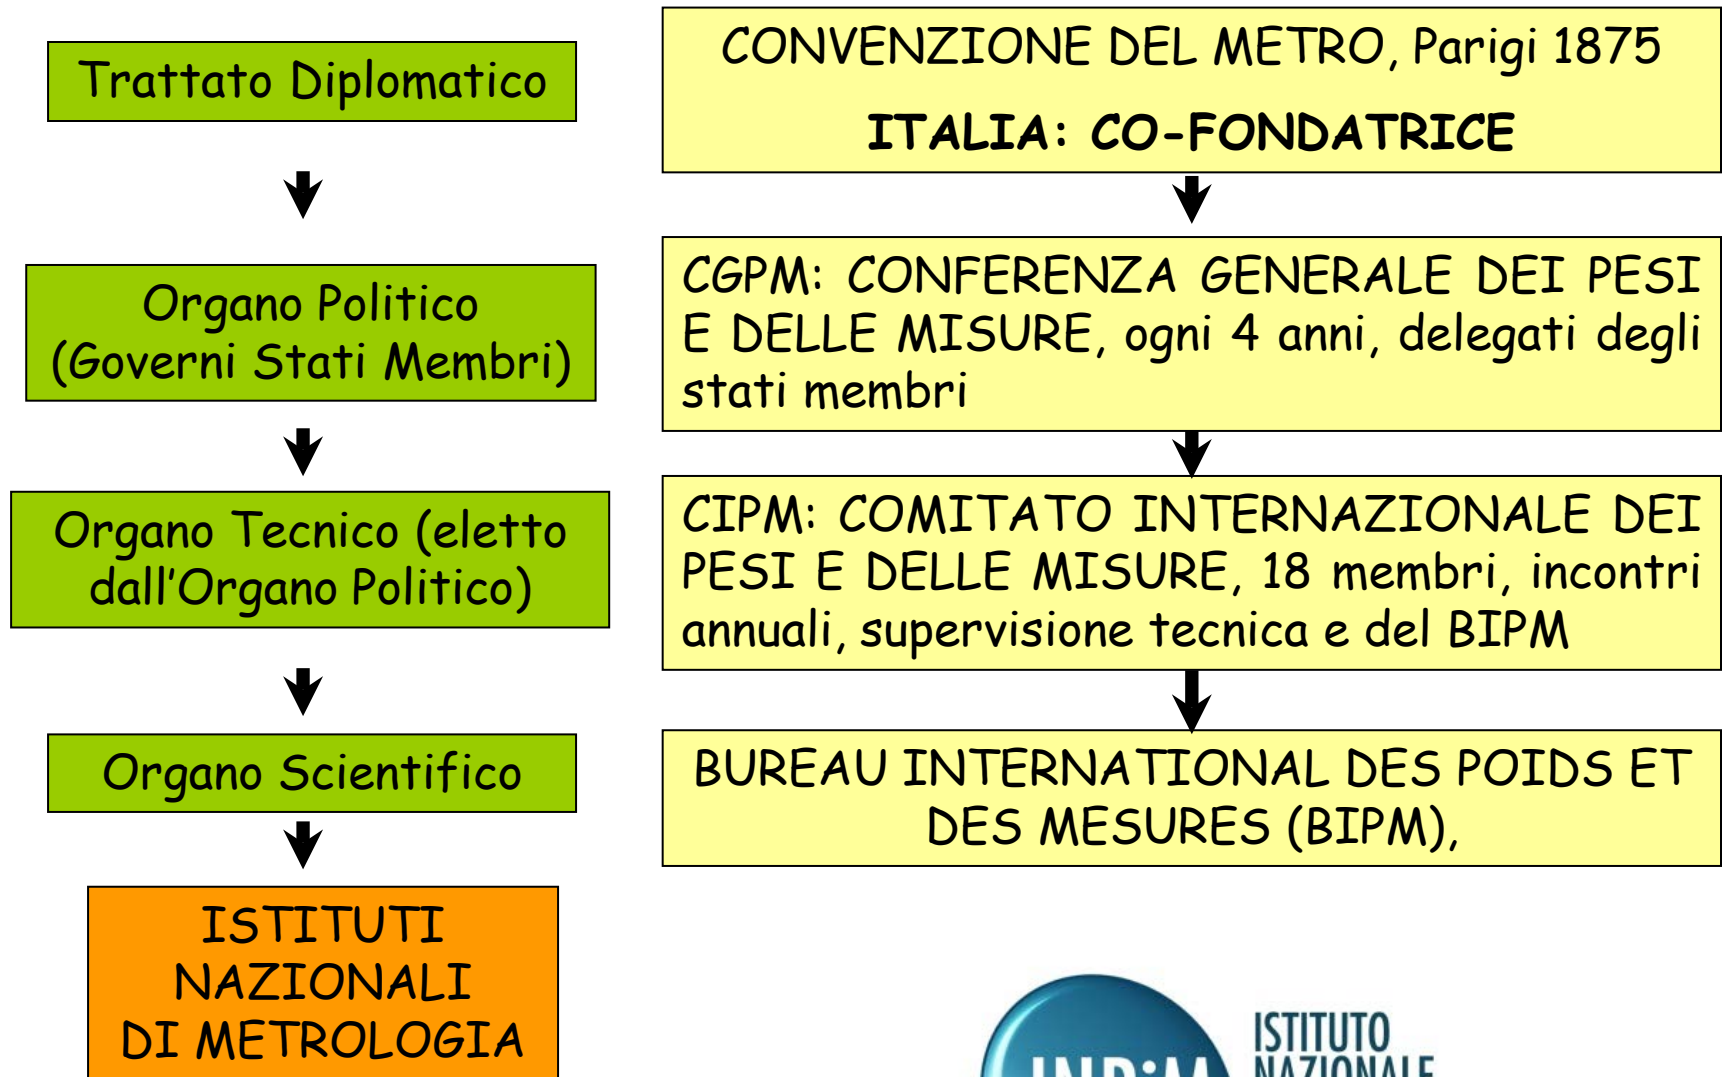 Trattato Diplomatico
CONVENZIONE DEL METRO, Parigi 1875
ITALIA: CO-FONDATRICE
Organo Politico
(Governi Stati Membri)
CGPM: CONFERENZA GENERALE DEI PESI
E DELLE MISURE, ogni 4 anni, delegati degli
stati membri
Organo Tecnico (eletto
dall'Organo Politico)
CIPM: COMITATO INTERNAZIONALE DEI
PESI E DELLE MISURE, 18 membri, incontri
annuali, supervisione tecnica e del BIPM
Organo Scientifico
BUREAU INTERNATIONAL DES POIDS ET
DES MESURES (BIPM),
ISTITUTI
NAZIONALI
DI METROLOGIA
INRiM
ISTITUTO
NAZIONALE